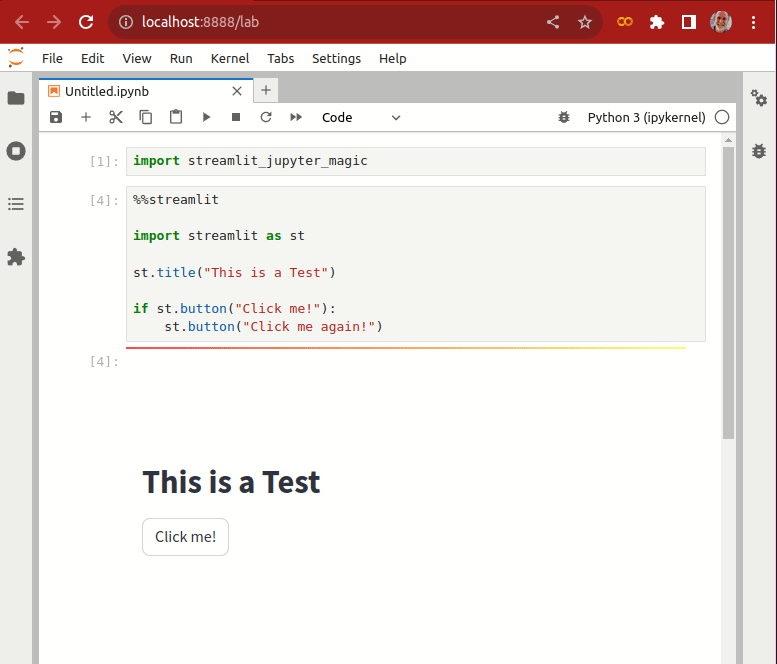 localhost:8888/lab
File Edit View Run Kernel Tabs Settings Help
Untitled.ipynb
Code Python 3 (ipykernel)
[1]: import streamlit_jupyter_magic
[4]: %%streamlit
import streamlit as st
st.title("This is a Test")
if st.button("Click me!"):
    st.button("Click me again!")
[4]:
This is a Test
Click me!